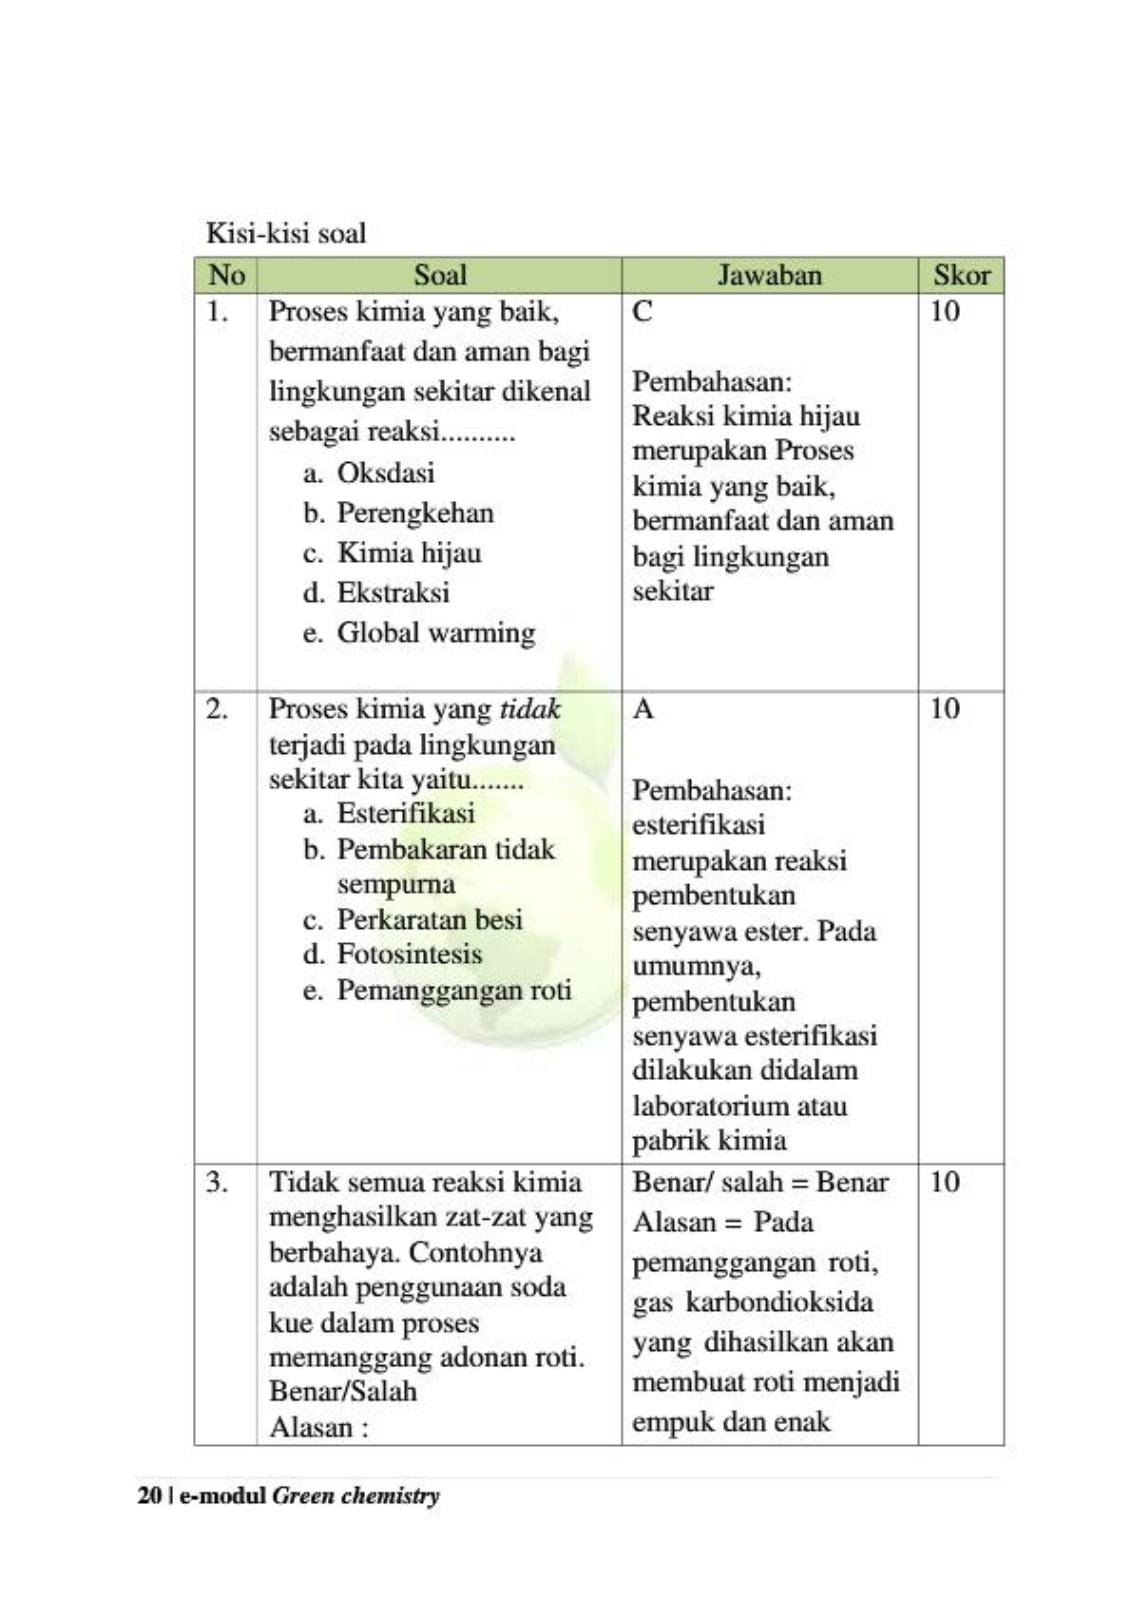 Kisi-kisi soal
No Soal Jawaban Skor
1. Proses kimia yang baik,
bermanfaat dan aman bagi
lingkungan sekitar dikenal
sebagai reaksi..........
a. Oksdasi
b. Perengkehan
c. Kimia hijau
d. Ekstraksi
e. Global warming
C
Pembahasan:
Reaksi kimia hijau
merupakan Proses
kimia yang baik,
bermanfaat dan aman
bagi lingkungan
sekitar
10
2. Proses kimia yang tidak
terjadi pada lingkungan
sekitar kita yaitu.......
a. Esterifikasi
b. Pembakaran tidak
sempurna
c. Perkaratan besi
d. Fotosintesis
e. Pemanggangan roti
A
Pembahasan:
esterifikasi
merupakan reaksi
pembentukan
senyawa ester. Pada
umumnya,
pembentukan
senyawa esterifikasi
dilakukan didalam
laboratorium atau
pabrik kimia
10
3. Tidak semua reaksi kimia
menghasilkan zat-zat yang
berbahaya. Contohnya
adalah penggunaan soda
kue dalam proses
memanggang adonan roti.
Benar/Salah
Alasan :
Benar/ salah = Benar
Alasan = Pada
pemanggangan roti,
gas karbondioksida
yang dihasilkan akan
membuat roti menjadi
empuk dan enak
10
20 | e-modul Green chemistry